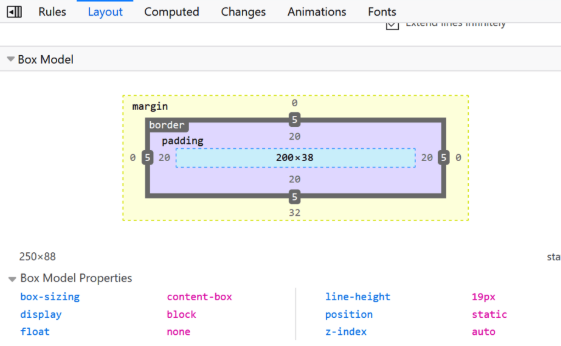 Rules Layout Computed Changes Animations Fonts
Extend lines infinitely
Box Model
margin 0
border 5
padding 20
0 5 20 200×38 20 5 0
20
5
32
250×88 sta
Box Model Properties
box-sizing content-box line-height 19px
display block position static
float none z-index auto